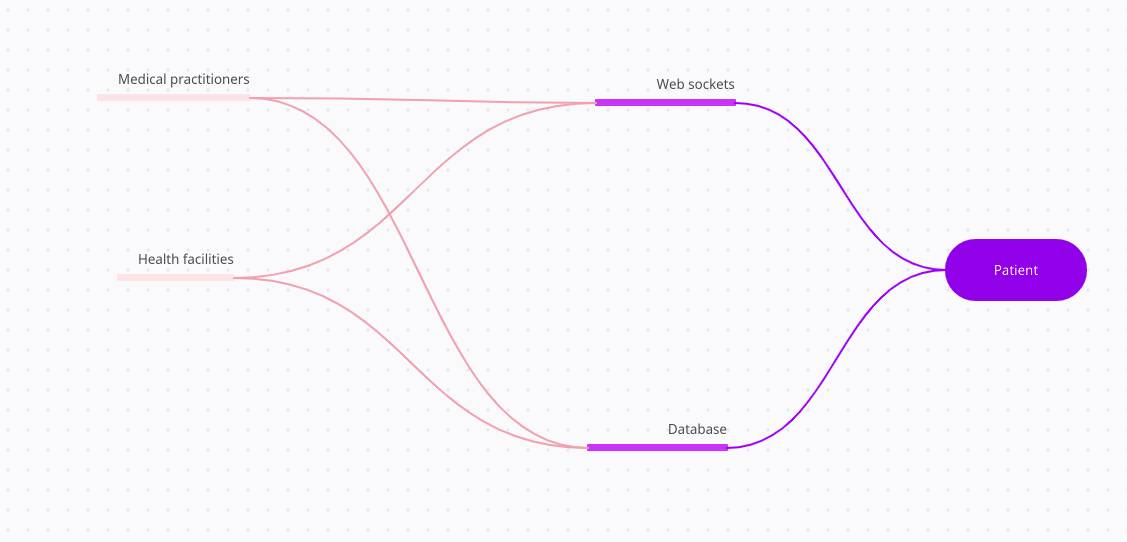 Medical practitioners
Web sockets
Health facilities
Patient
Database